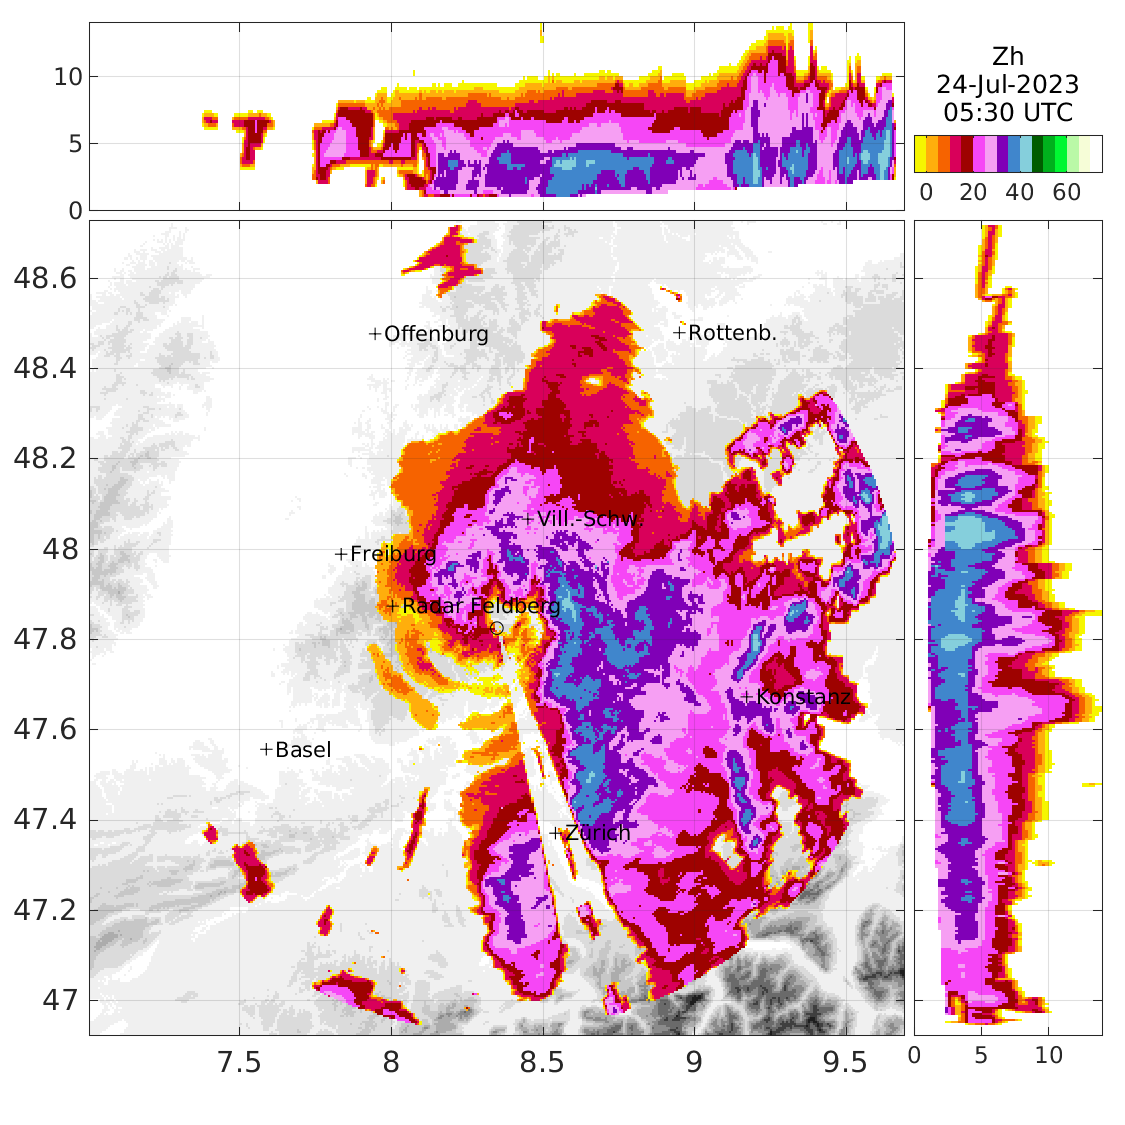 10
5
0
Zh
24-Jul-2023
05:30 UTC
0 20 40 60
48.6
48.4
48.2
48
47.8
47.6
47.4
47.2
47
+Offenburg
+Rottenb.
+Vill.-Schw.
+Freiburg
+Radar Feldberg
+Konstanz
+Basel
+Zürich
7.5 8 8.5 9 9.5
0 5 10